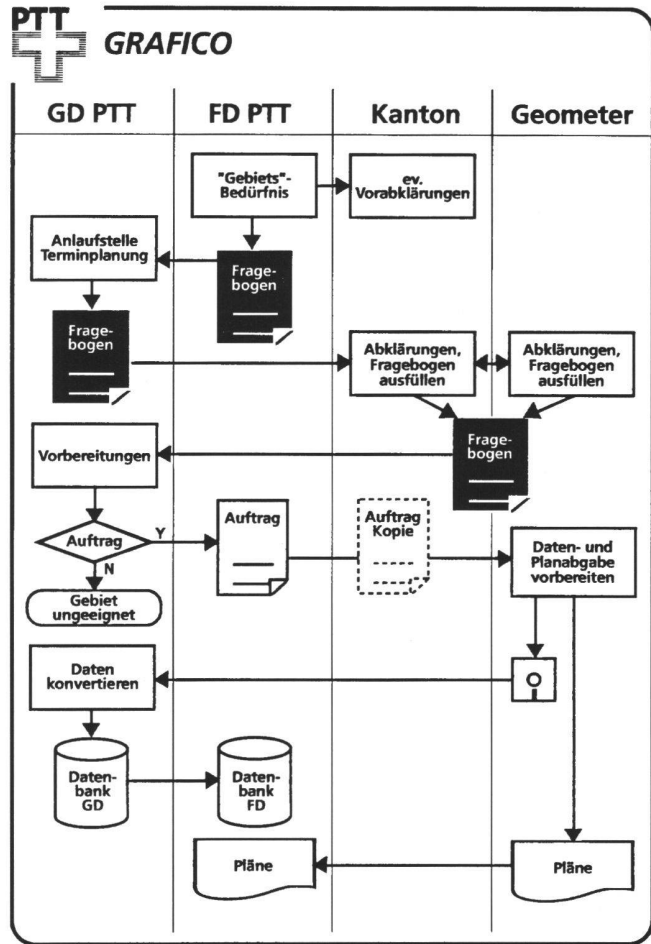 PTT
GRAFICO
GD PTT
FD PTT
Kanton
Geometer
"Gebiets"-
Bedürfnis
ev.
Vorabklärungen
Anlaufstelle
Terminplanung
Frage-
bogen
Frage-
bogen
Abklärungen,
Fragebogen
ausfüllen
Abklärungen,
Fragebogen
ausfüllen
Frage-
bogen
Vorbereitungen
Auftrag
Y
N
Auftrag
Auftrag
Kopie
Daten- und
Planabgabe
vorbereiten
Gebiet
ungeeignet
Daten
konvertieren
Daten-
bank
GD
Daten-
bank
FD
Pläne
Pläne